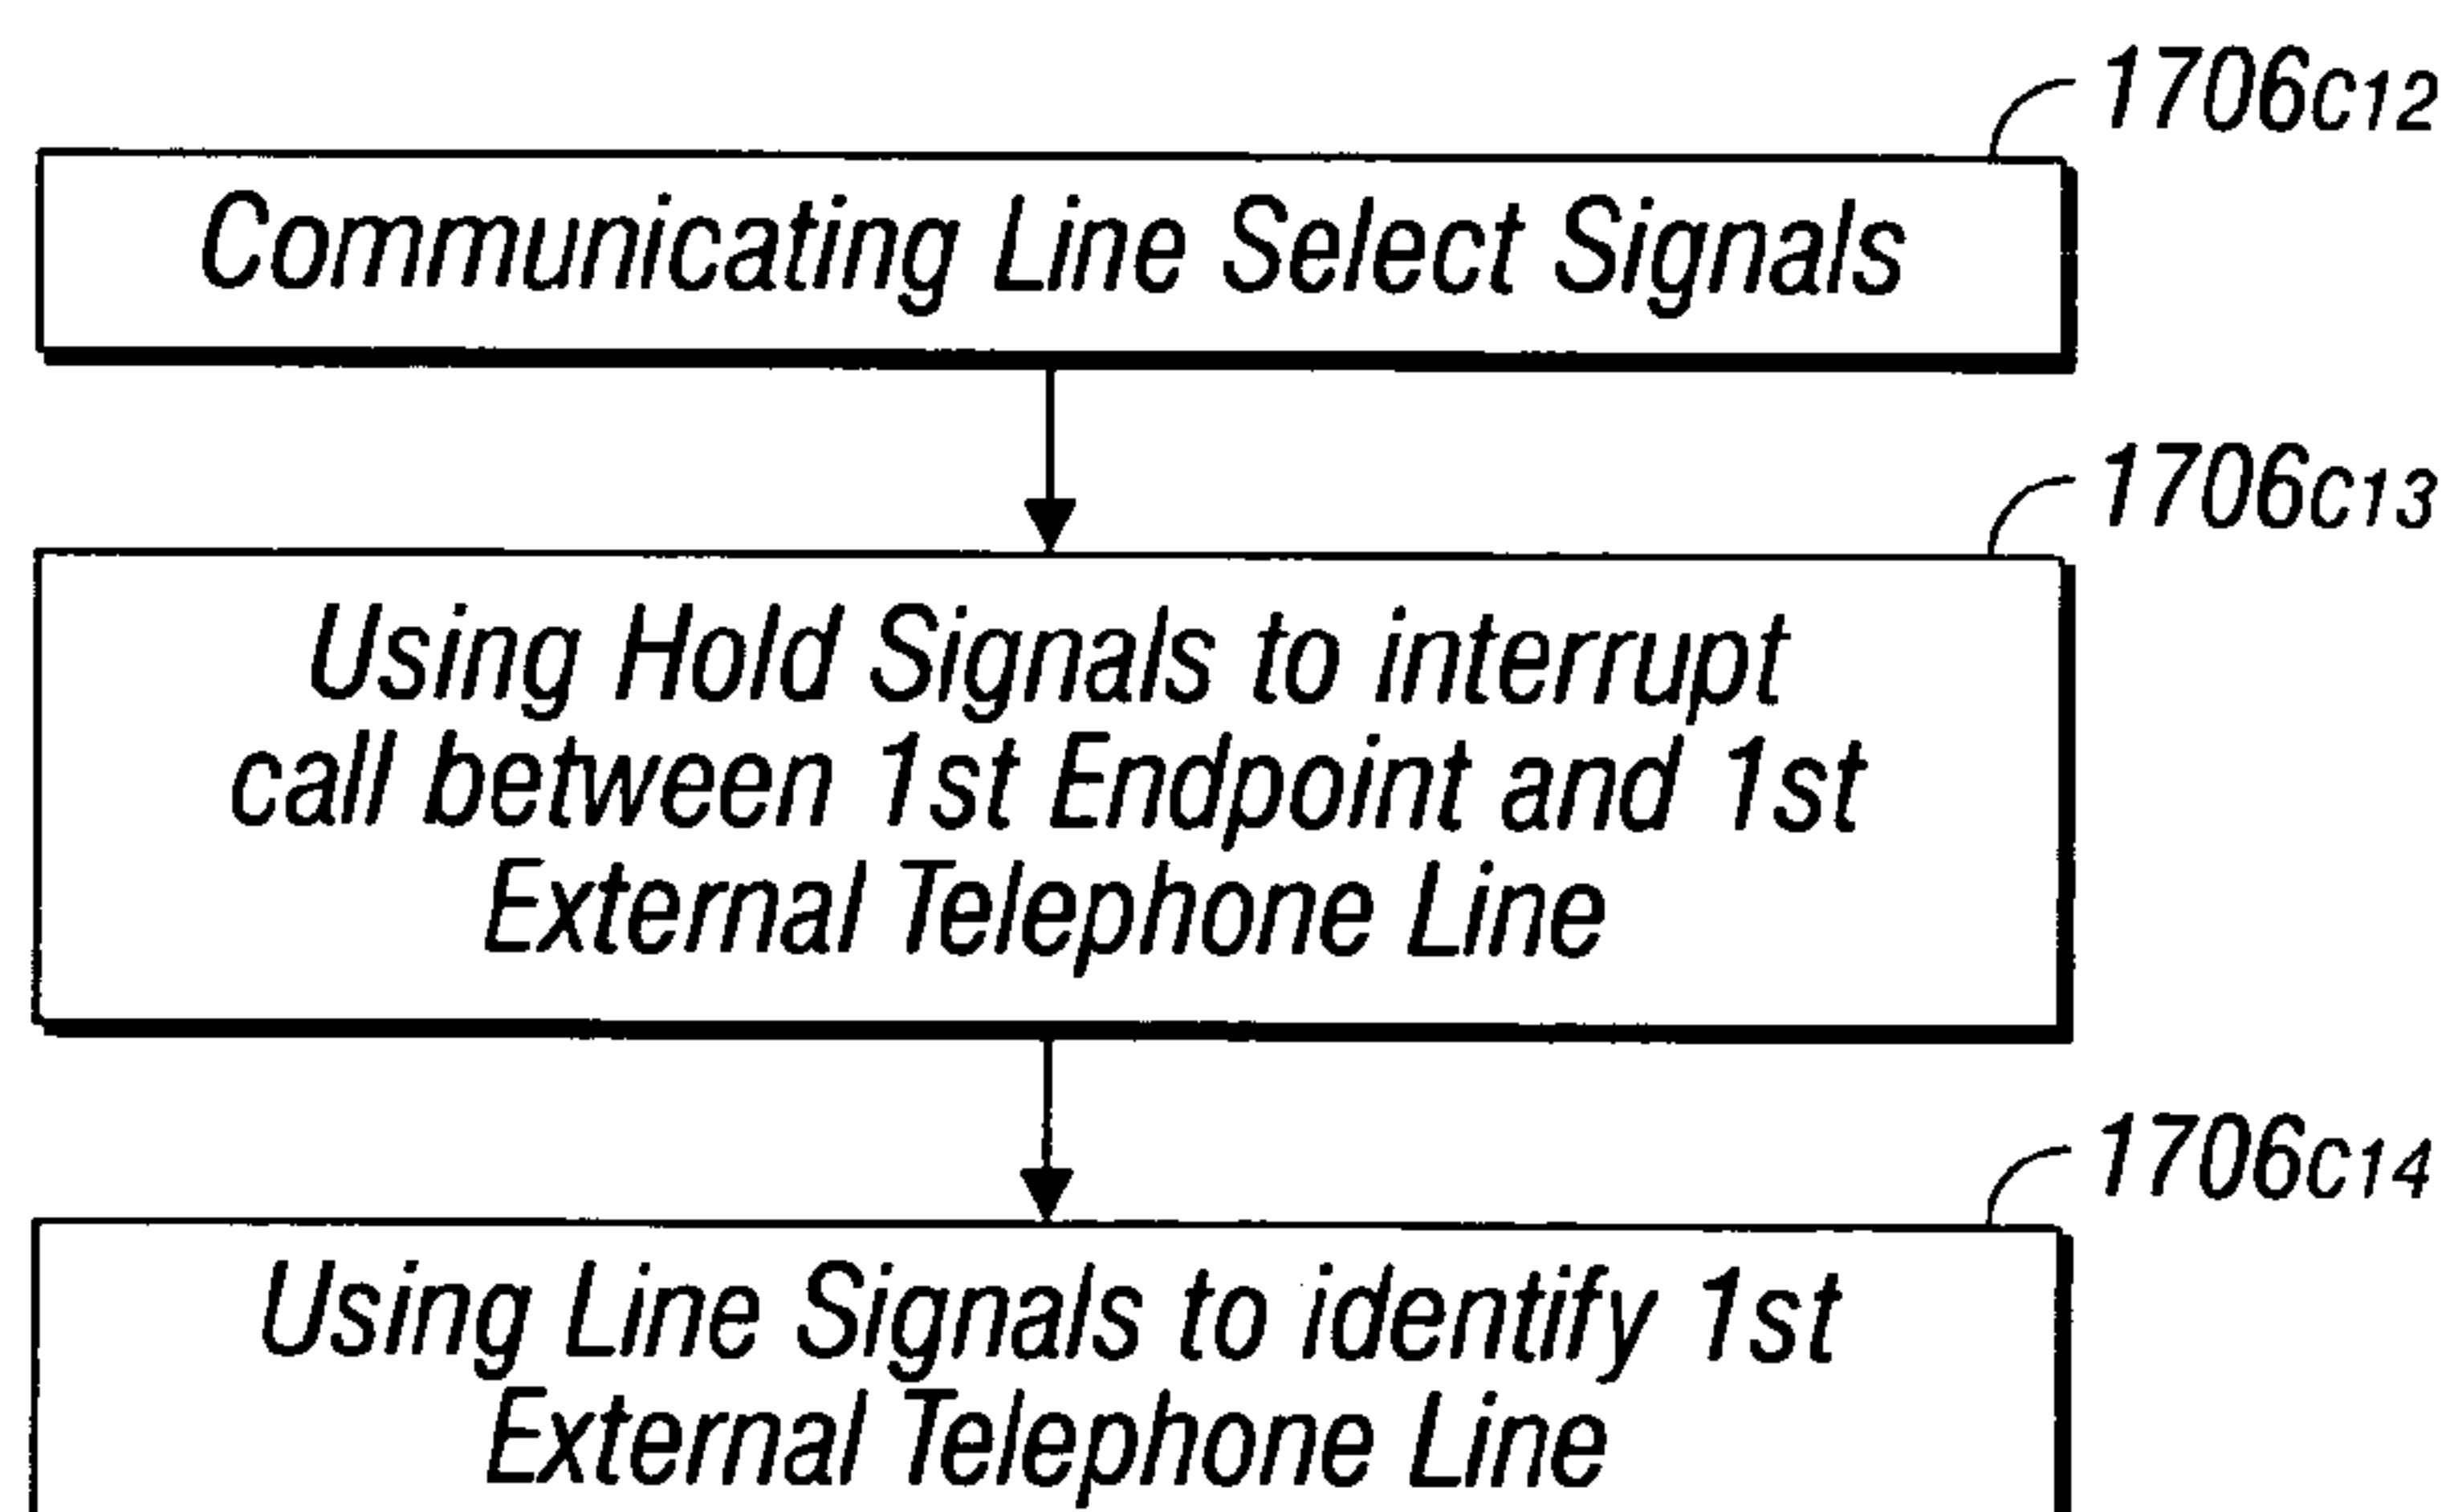 1706c12
Communicating Line Select Signals
1706c13
Using Hold Signals to interrupt
call between 1st Endpoint and 1st
External Telephone Line
1706c14
Using Line Signals to identify 1st
External Telephone Line